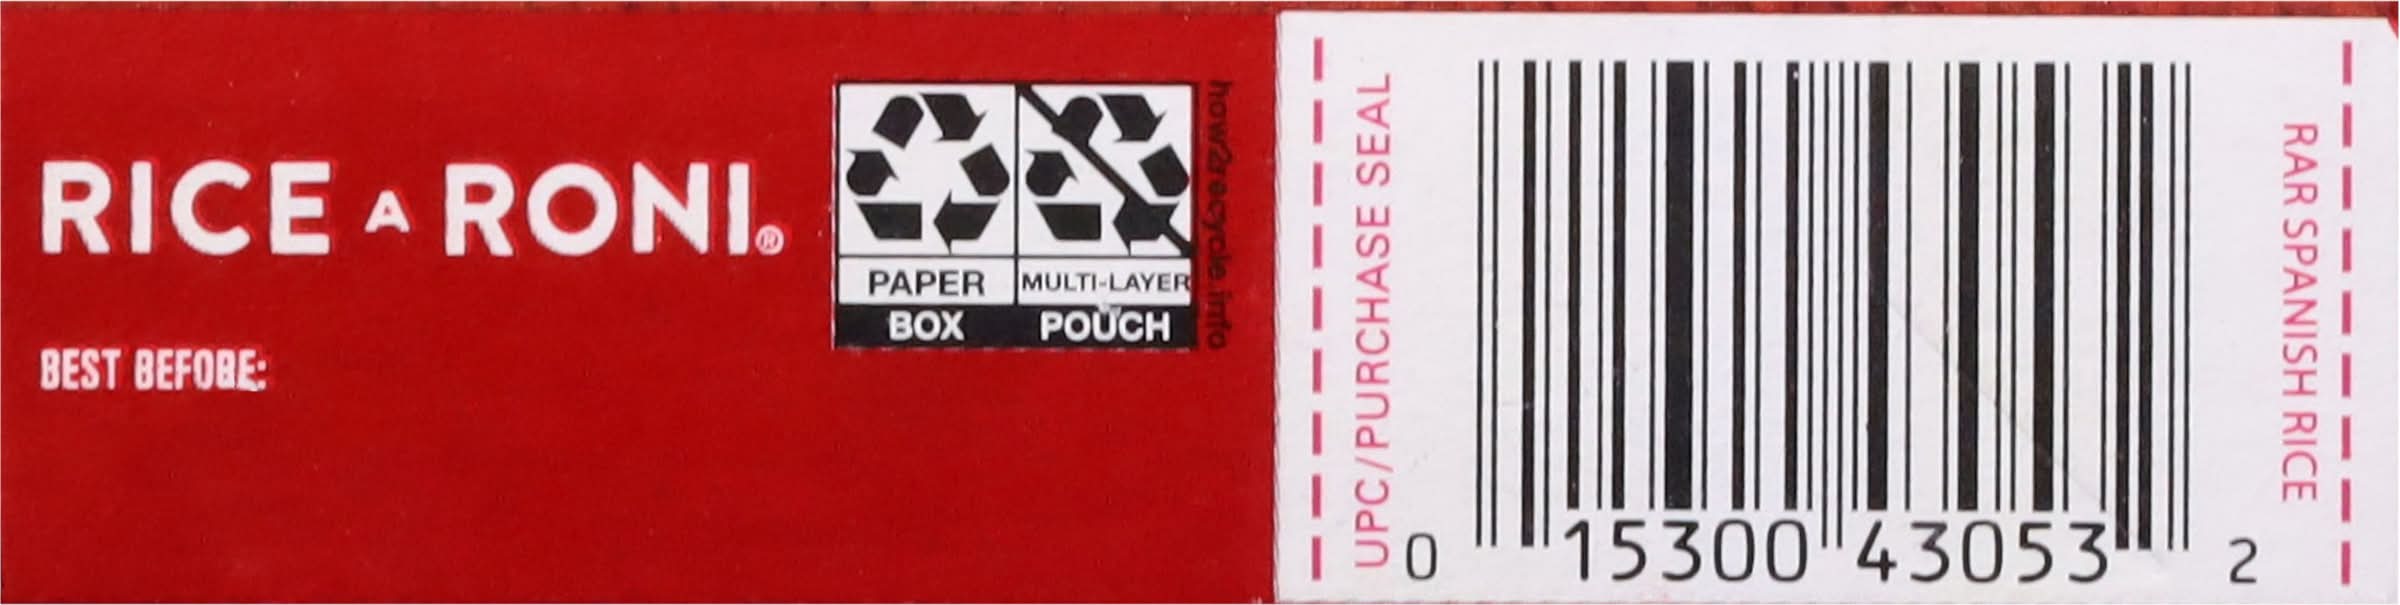 RICE A RONI®
BEST BEFORE:
PAPER
BOX
MULTI-LAYER
POUCH
how2recycle.info
UPC/PURCHASE SEAL
0 15300 43053 2
RAR SPANISH RICE